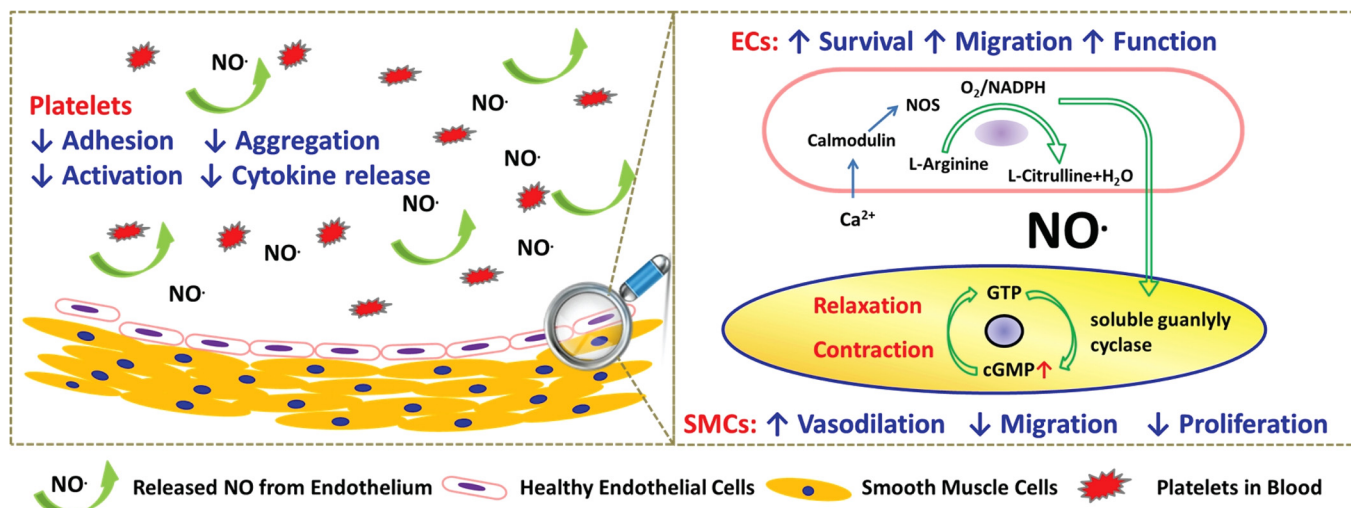 NO·
NO·
Platelets
↓ Adhesion ↓ Aggregation
↓ Activation ↓ Cytokine release
NO·
NO·
NO·
NO·
NO·
ECs: ↑ Survival ↑ Migration ↑ Function
O₂/NADPH
NOS
Calmodulin
L-Arginine
L-Citrulline+H₂O
Ca²⁺
NO·
Relaxation
GTP
soluble guanlyly
cyclase
Contraction
cGMP↑
SMCs: ↑ Vasodilation ↓ Migration ↓ Proliferation
NO· Released NO from Endothelium Healthy Endothelial Cells Smooth Muscle Cells Platelets in Blood